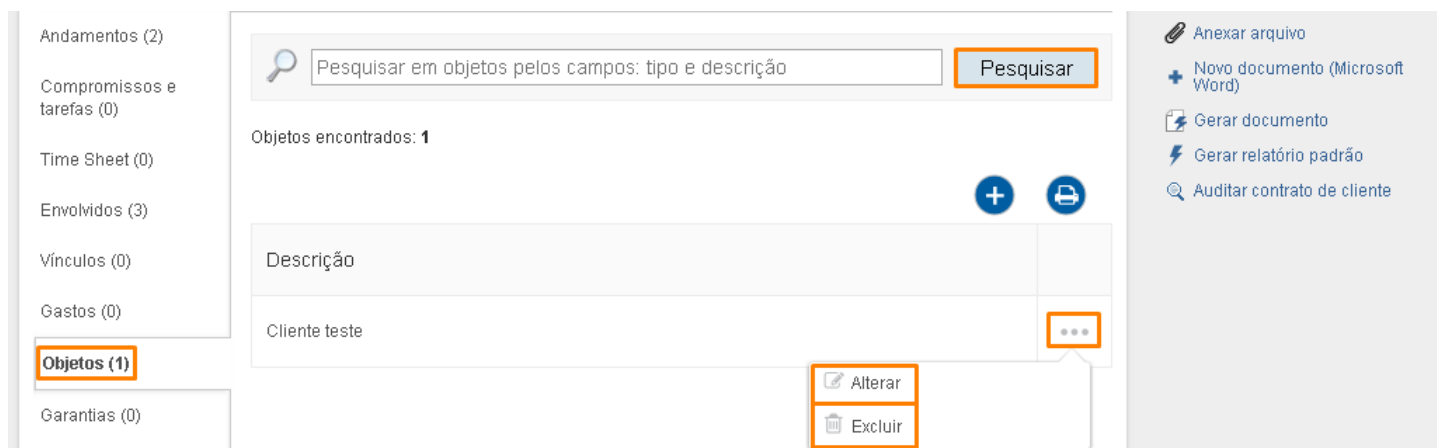 Andamentos (2)
Compromissos e
tarefas (0)
Time Sheet (0)
Envolvidos (3)
Vínculos (0)
Gastos (0)
Objetos (1)
Garantias (0)
Pesquisar em objetos pelos campos: tipo e descrição
Pesquisar
Objetos encontrados: 1
Descrição
Cliente teste
Alterar
Excluir
Anexar arquivo
Novo documento (Microsoft
Word)
Gerar documento
Gerar relatório padrão
Auditar contrato de cliente